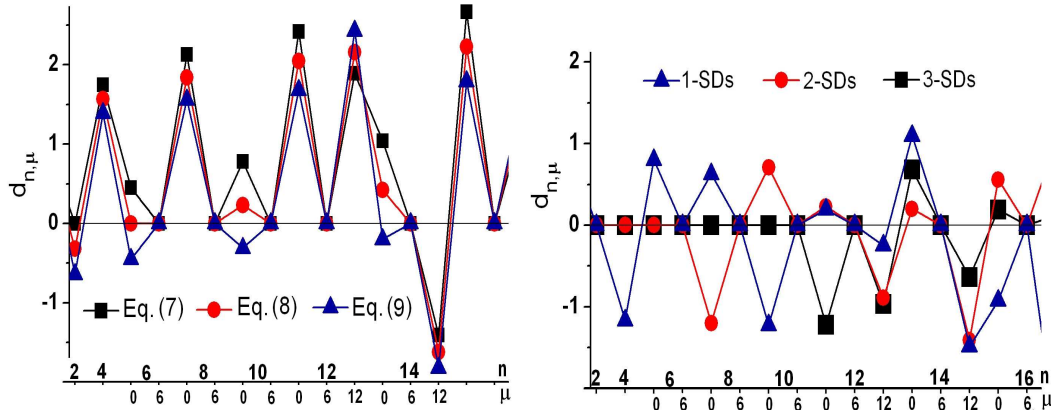 2
1
0
-1
d n,μ
Eq. (7) Eq. (8) Eq. (9)
2 4 6 8 10 12 14 n
0 6 0 6 0 6 0 6 12 0 6 12 μ
2
1
0
-1
d n,μ
1-SDs 2-SDs 3-SDs
2 4 6 8 10 12 14 16 n
0 6 0 6 0 6 0 6 12 0 6 12 0 6 μ